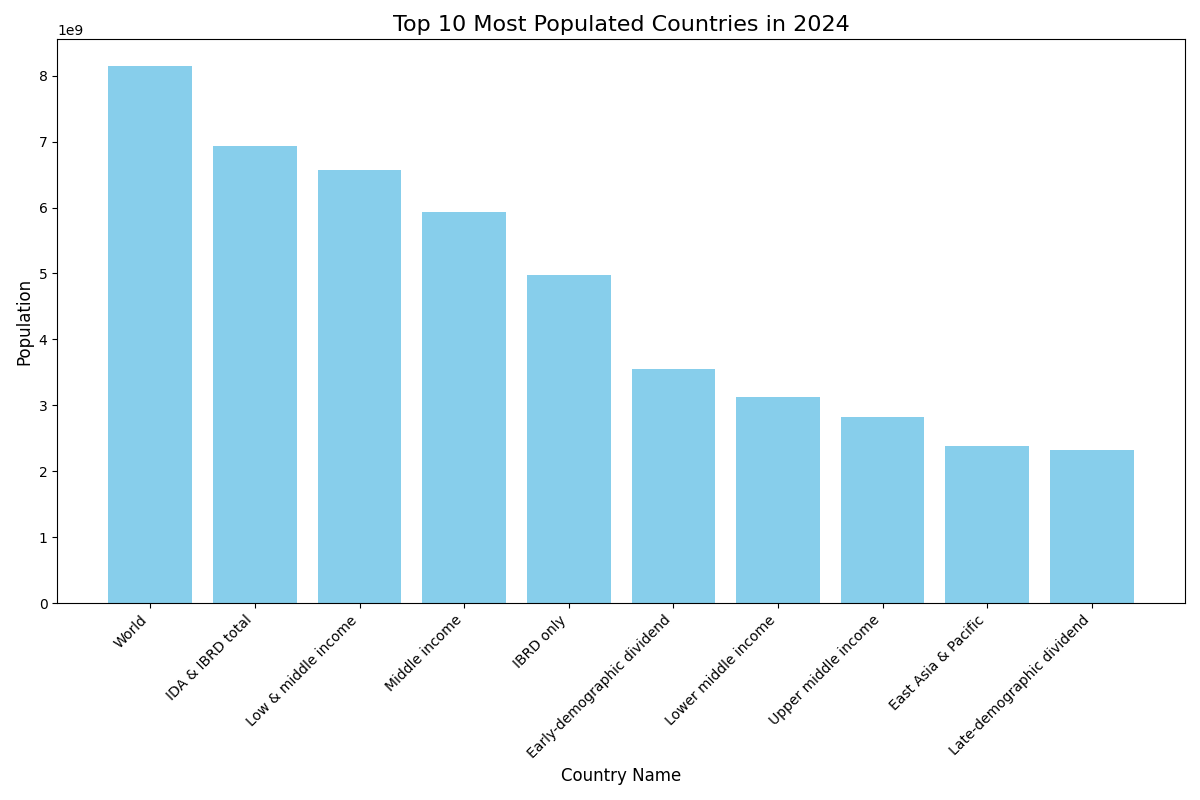 Top 10 Most Populated Countries in 2024
1e9
8
7
6
5
4
3
2
1
0
Population
World
IDA & IBRD total
Low & middle income
Middle income
IBRD only
Early-demographic dividend
Lower middle income
Upper middle income
East Asia & Pacific
Late-demographic dividend
Country Name